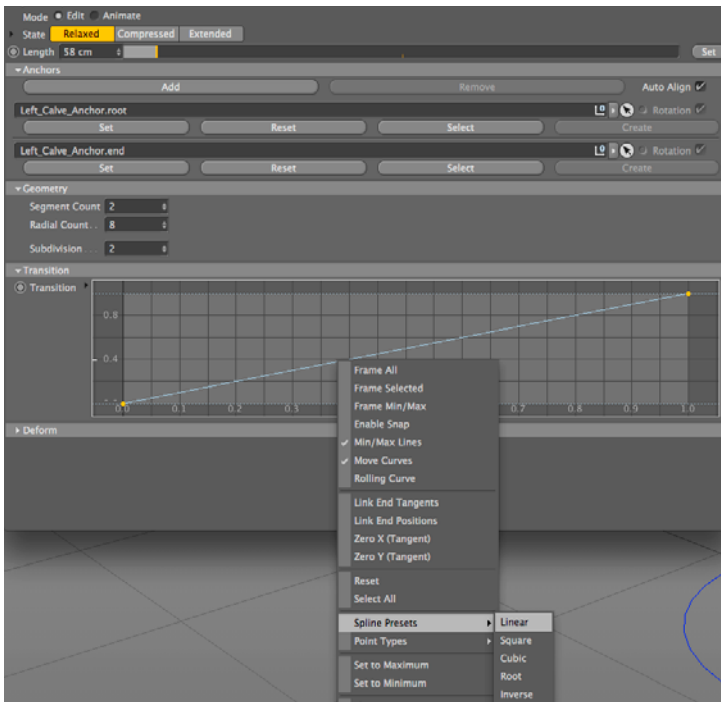 Mode Edit Animate
State Relaxed Compressed Extended
Length 58 cm Set
Anchors
Add Remove Auto Align
Left_Calve_Anchor.root Rotation
Set Reset Select Create
Left_Calve_Anchor.end Rotation
Set Reset Select Create
Geometry
Segment Count 2
Radial Count.. 8
Subdivision.... 2
Transition
Transition
0.8
0.4
0.0 0.1 0.2 0.3 0.7 0.8 0.9 1.0
Frame All
Frame Selected
Frame Min/Max
Enable Snap
Min/Max Lines
Move Curves
Rolling Curve
Link End Tangents
Link End Positions
Zero X (Tangent)
Zero Y (Tangent)
Reset
Select All
Spline Presets Linear
Point Types Square
Cubic
Set to Maximum
Root
Set to Minimum
Inverse
Deform